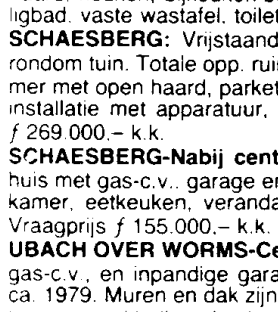 ligbad, vaste wastafel, toilet
SCHAESBERG: Vrijstaand
rondom tuin. Totale opp. ruis
mer met open haard, parket
installatie met apparatuur,
ƒ 269.000,– k.k.
SCHAESBERG-Nabij cent
huis met gas-c.v.. garage en
kamer, eetkeuken, veranda
Vraagprijs ƒ 155.000,– k.k.
UBACH OVER WORMS-Ce
gas-c.v., en inpandige gara
ca. 1979. Muren en dak zijn